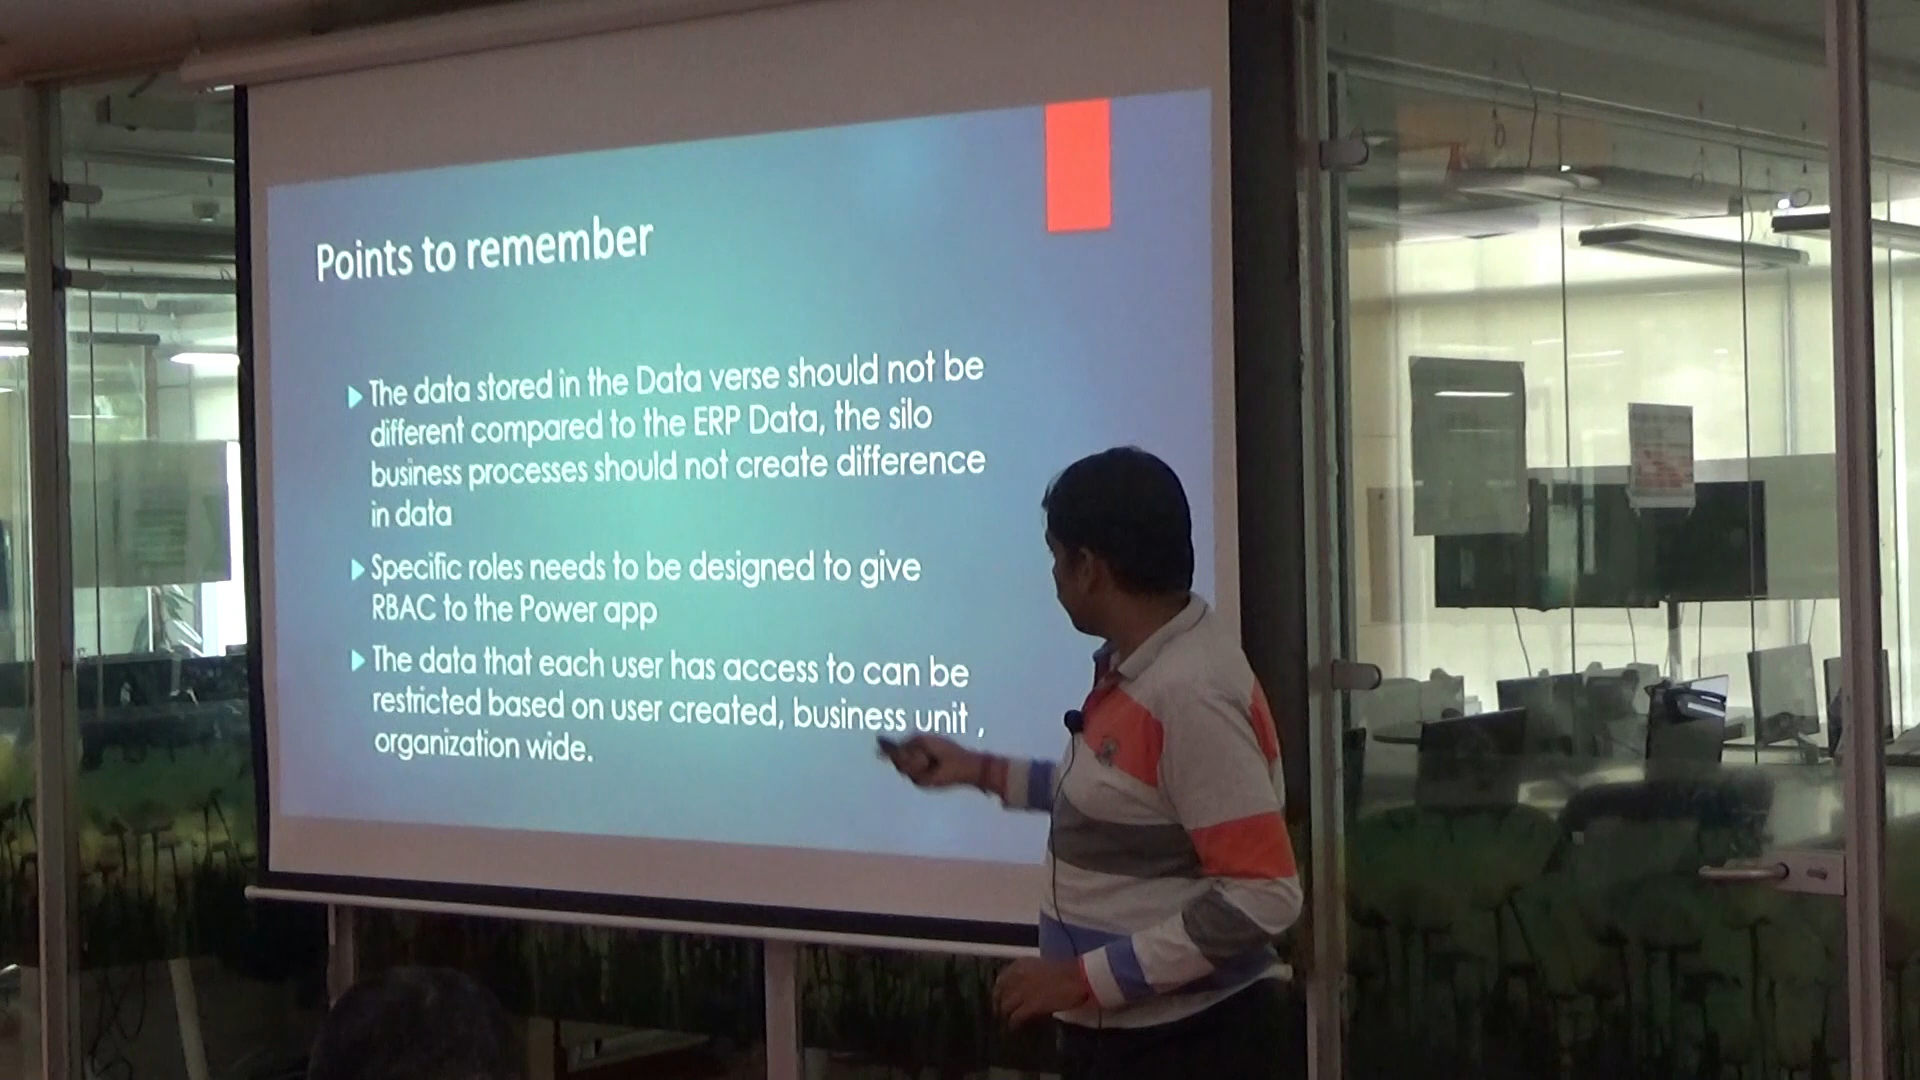 Points to remember
The data stored in the Data verse should not be
different compared to the ERP Data, the silo
business processes should not create difference
in data
Specific roles needs to be designed to give
RBAC to the Power app
The data that each user has access to can be
restricted based on user created, business unit ,
organization wide.